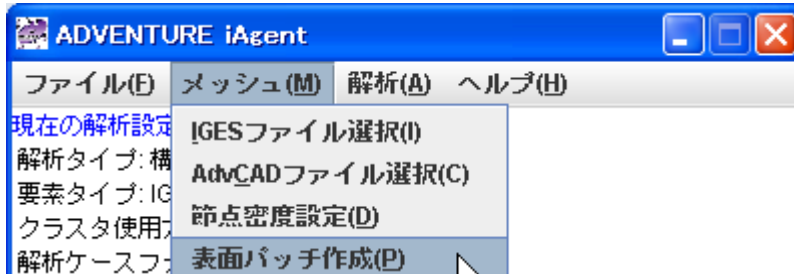 ADVENTURE iAgent
ファイル(F) メッシュ(M) 解析(A) ヘルプ(H)
現在の解析設定
IGESファイル選択(I)
解析タイプ: 構
AdvCADファイル選択(C)
要素タイプ: IG
節点密度設定(D)
クラスタ使用
解析ケースフ
表面パッチ作成(P)